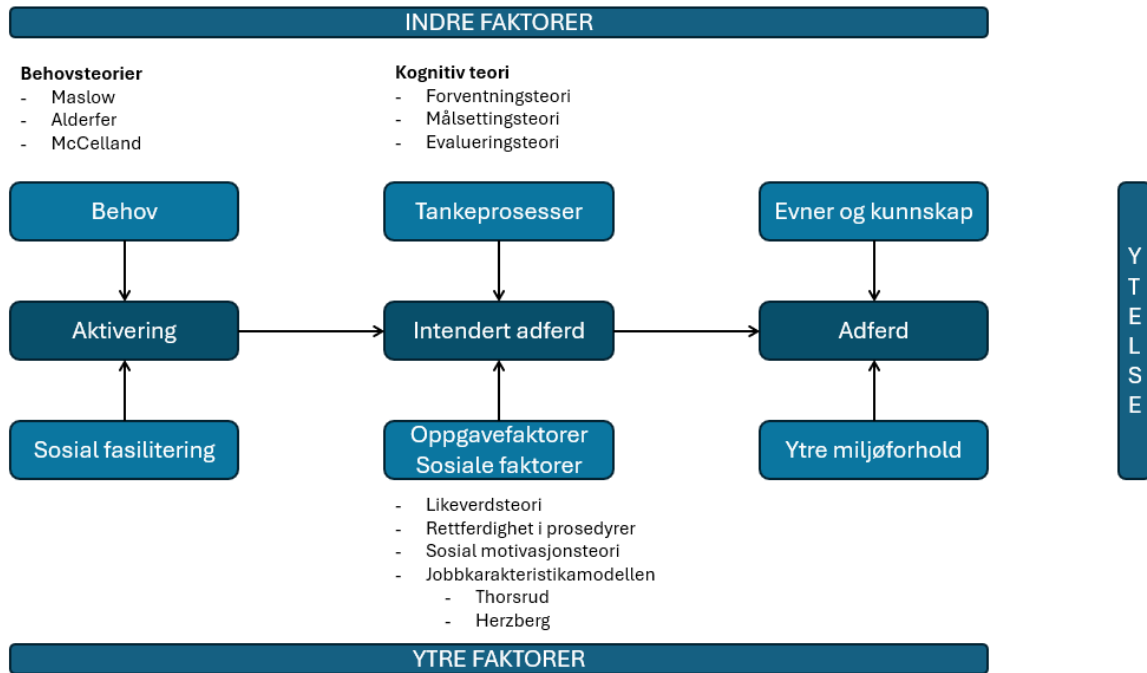 INDRE FAKTORER
Behovsteorier
- Maslow
- Alderfer
- McCelland
Kognitiv teori
- Forventningsteori
- Målsettingsteori
- Evalueringsteori
Behov
Tankeprosesser
Evner og kunnskap
Aktivering
Intendert adferd
Adferd
Sosial fasilitering
Oppgavefaktorer
Sosiale faktorer
Ytre miljøforhold
- Likeverdsteori
- Rettferdighet i prosedyrer
- Sosial motivasjonsteori
- Jobbkarakteristikamodellen
- Thorsrud
- Herzberg
YTRE FAKTORER
Y
T
E
L
S
E